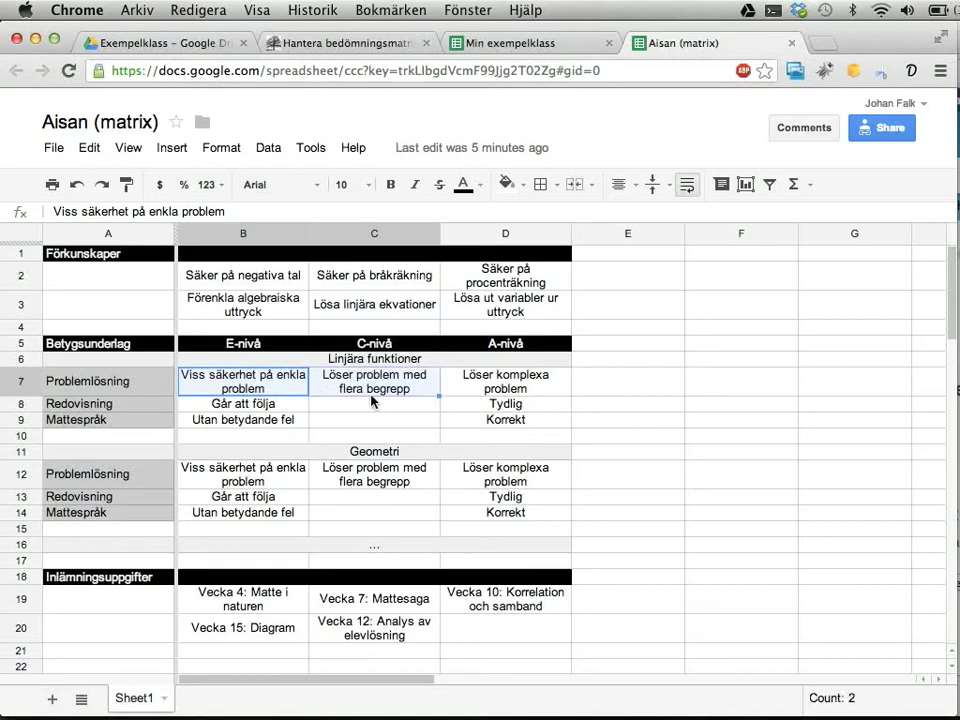 Chrome Arkiv Redigera Visa Historik Bokmärken Fönster Hjälp
Exempelklass – Google Dri
Hantera bedömningsmatri
Min exempelklass
Aisan (matrix)
https://docs.google.com/spreadsheet/ccc?key=trkLIbgdVcmF99Jjg2T02Zg#gid=0
ABP
Johan Falk
Aisan (matrix)
Comments
Share
File Edit View Insert Format Data Tools Help Last edit was 5 minutes ago
$ % 123 Arial 10 B I S A Σ
fx Viss säkerhet på enkla problem
A B C D E F G
1 Förkunskaper
2 Säker på negativa tal Säker på bråkräkning Säker på procenträkning
3 Förenkla algebraiska uttryck Lösa linjära ekvationer Lösa ut variabler ur uttryck
4
5 Betygsunderlag E-nivå C-nivå A-nivå
6 Linjära funktioner
7 Problemlösning Viss säkerhet på enkla problem Löser problem med flera begrepp Löser komplexa problem
8 Redovisning Går att följa Tydlig
9 Mattespråk Utan betydande fel Korrekt
10
11 Geometri
12 Problemlösning Viss säkerhet på enkla problem Löser problem med flera begrepp Löser komplexa problem
13 Redovisning Går att följa Tydlig
14 Mattespråk Utan betydande fel Korrekt
15
16 ...
17
18 Inlämningsuppgifter
19 Vecka 4: Matte i naturen Vecka 7: Mattesaga Vecka 10: Korrelation och samband
20 Vecka 15: Diagram Vecka 12: Analys av elevlösning
21
22
Sheet1
Count: 2